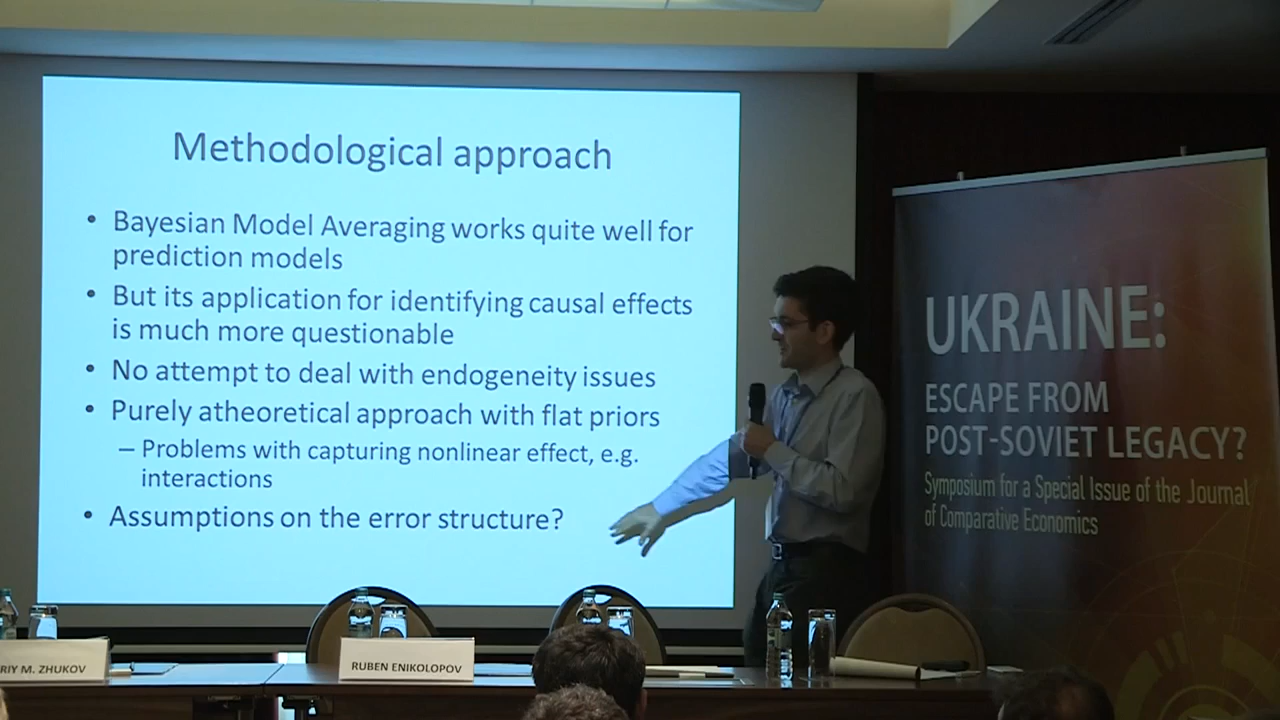 Methodological approach
• Bayesian Model Averaging works quite well for
prediction models
• But its application for identifying causal effects
is much more questionable
• No attempt to deal with endogeneity issues
• Purely atheoretical approach with flat priors
– Problems with capturing nonlinear effect, e.g.
interactions
• Assumptions on the error structure?
UKRAINE:
ESCAPE FROM
POST-SOVIET LEGACY?
Symposium for a Special Issue of the Journal
of Comparative Economics
RIY M. ZHUKOV
RUBEN ENIKOLOPOV